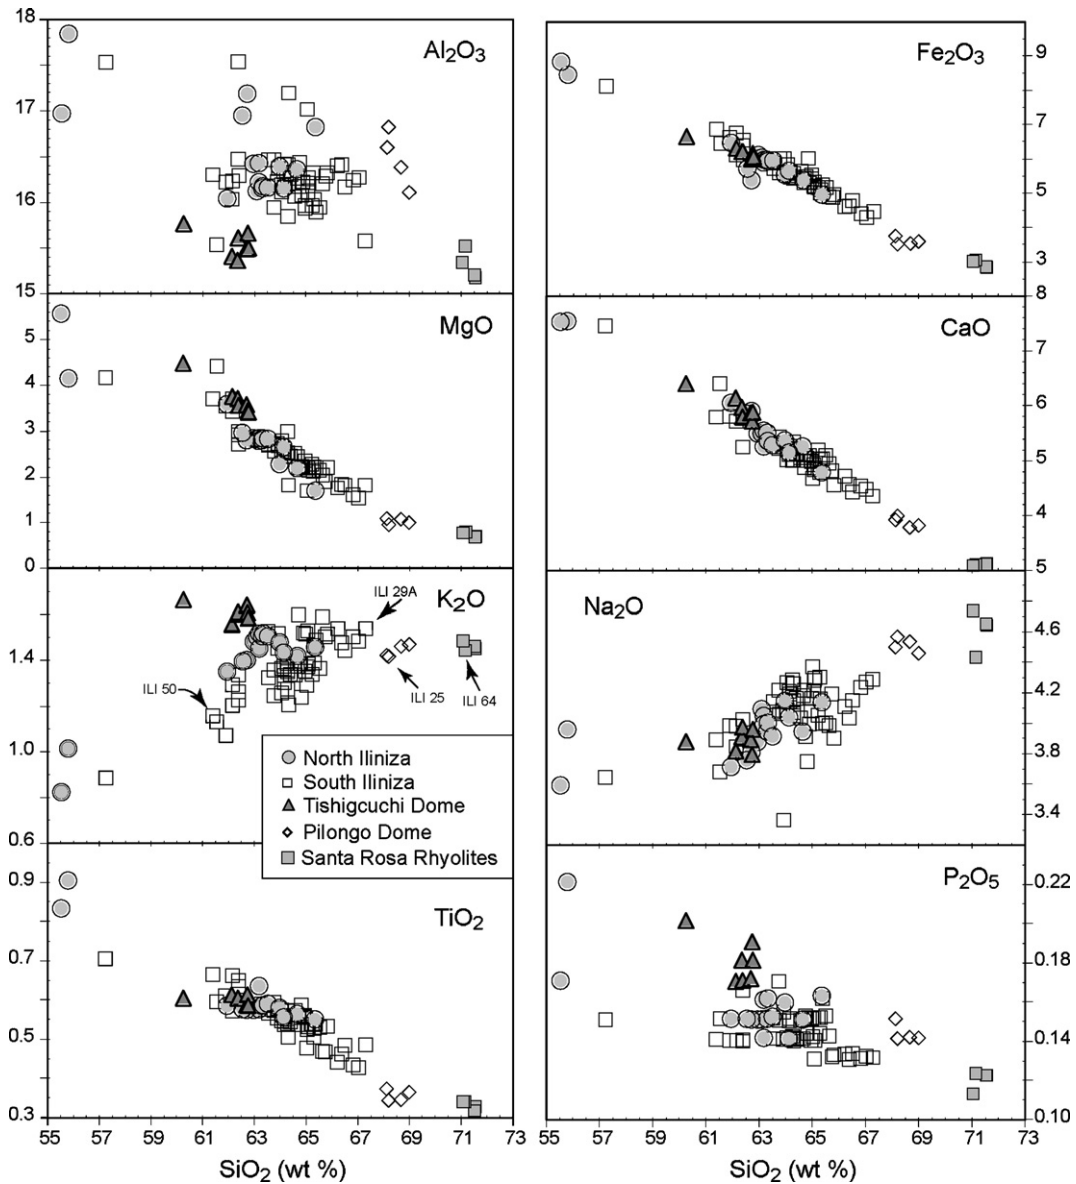 18
17
16
15
Al2O3
9
7
5
3
Fe2O3
5
4
3
2
1
0
MgO
8
7
6
5
4
5
CaO
1.4
1.0
0.6
K2O
ILI 29A
ILI 50
ILI 25
ILI 64
North Iliniza
South Iliniza
Tishigcuchi Dome
Pilongo Dome
Santa Rosa Rhyolites
4.6
4.2
3.8
3.4
Na2O
0.9
0.7
0.5
0.3
TiO2
0.22
0.18
0.14
0.10
P2O5
55 57 59 61 63 65 67 69 71 73
SiO2 (wt %)
55 57 59 61 63 65 67 69 71 73
SiO2 (wt %)